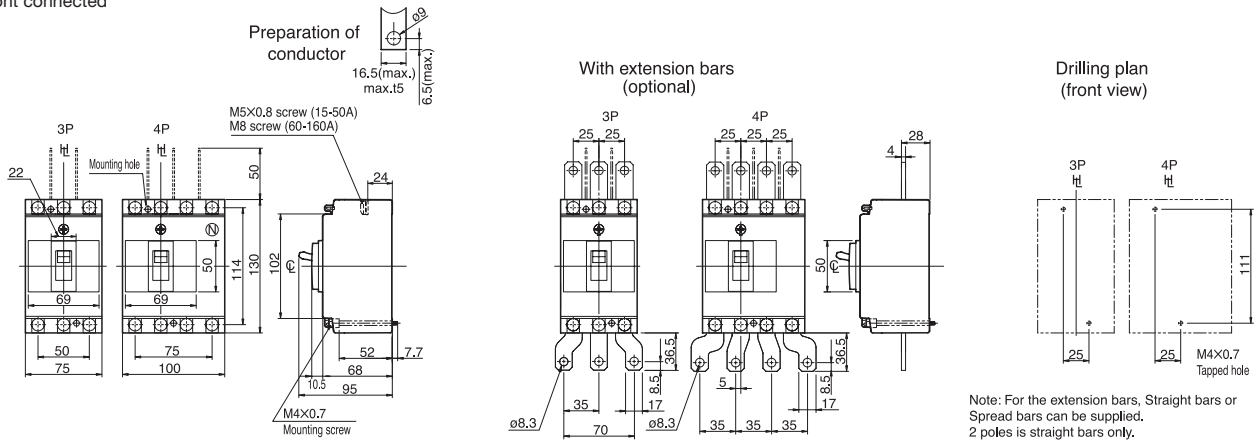 nt connected
Preparation of
conductor
ø9
16.5(max.)
max.t5
6.5(max.)
M5X0.8 screw (15-50A)
M8 screw (60-160A)
3P
4P
Mounting hole
22
24
50
N
50
114
130
102
69
69
50
75
75
100
52
7.7
10.5
68
95
M4×0.7
Mounting screw
With extension bars
(optional)
3P
25
25
4P
25
25
25
28
4
50
36.5
8.5
17
35
70
ø8.3
ø8.3
5
35
35
35
36.5
8.5
17
Drilling plan
(front view)
3P
4P
111
25
25
M4×0.7
Tapped hole
Note: For the extension bars, Straight bars or
Spread bars can be supplied.
2 poles is straight bars only.